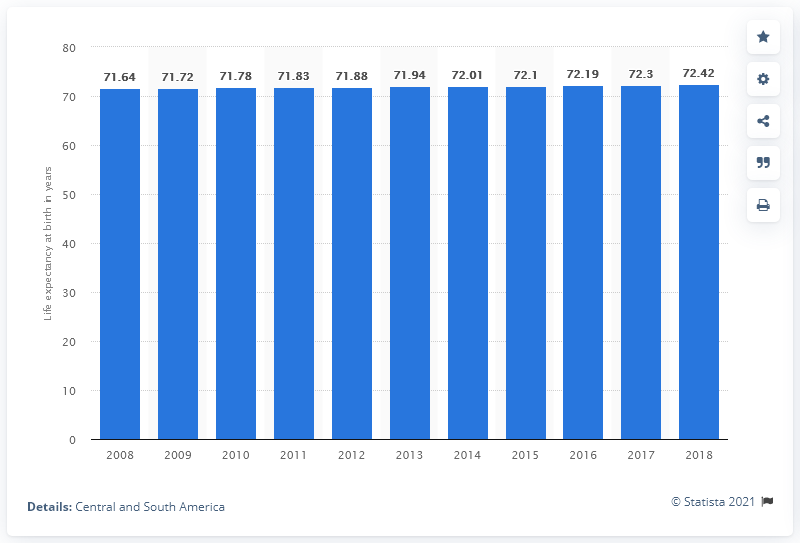 80
71.64 71.72 71.78 71.83 71.88 71.94 72.01 72.1 72.19 72.3 72.42
70
60
50
40
30
20
10
0
Life expectancy at birth in years
2008 2009 2010 2011 2012 2013 2014 2015 2016 2017 2018
Details: Central and South America
© Statista 2021